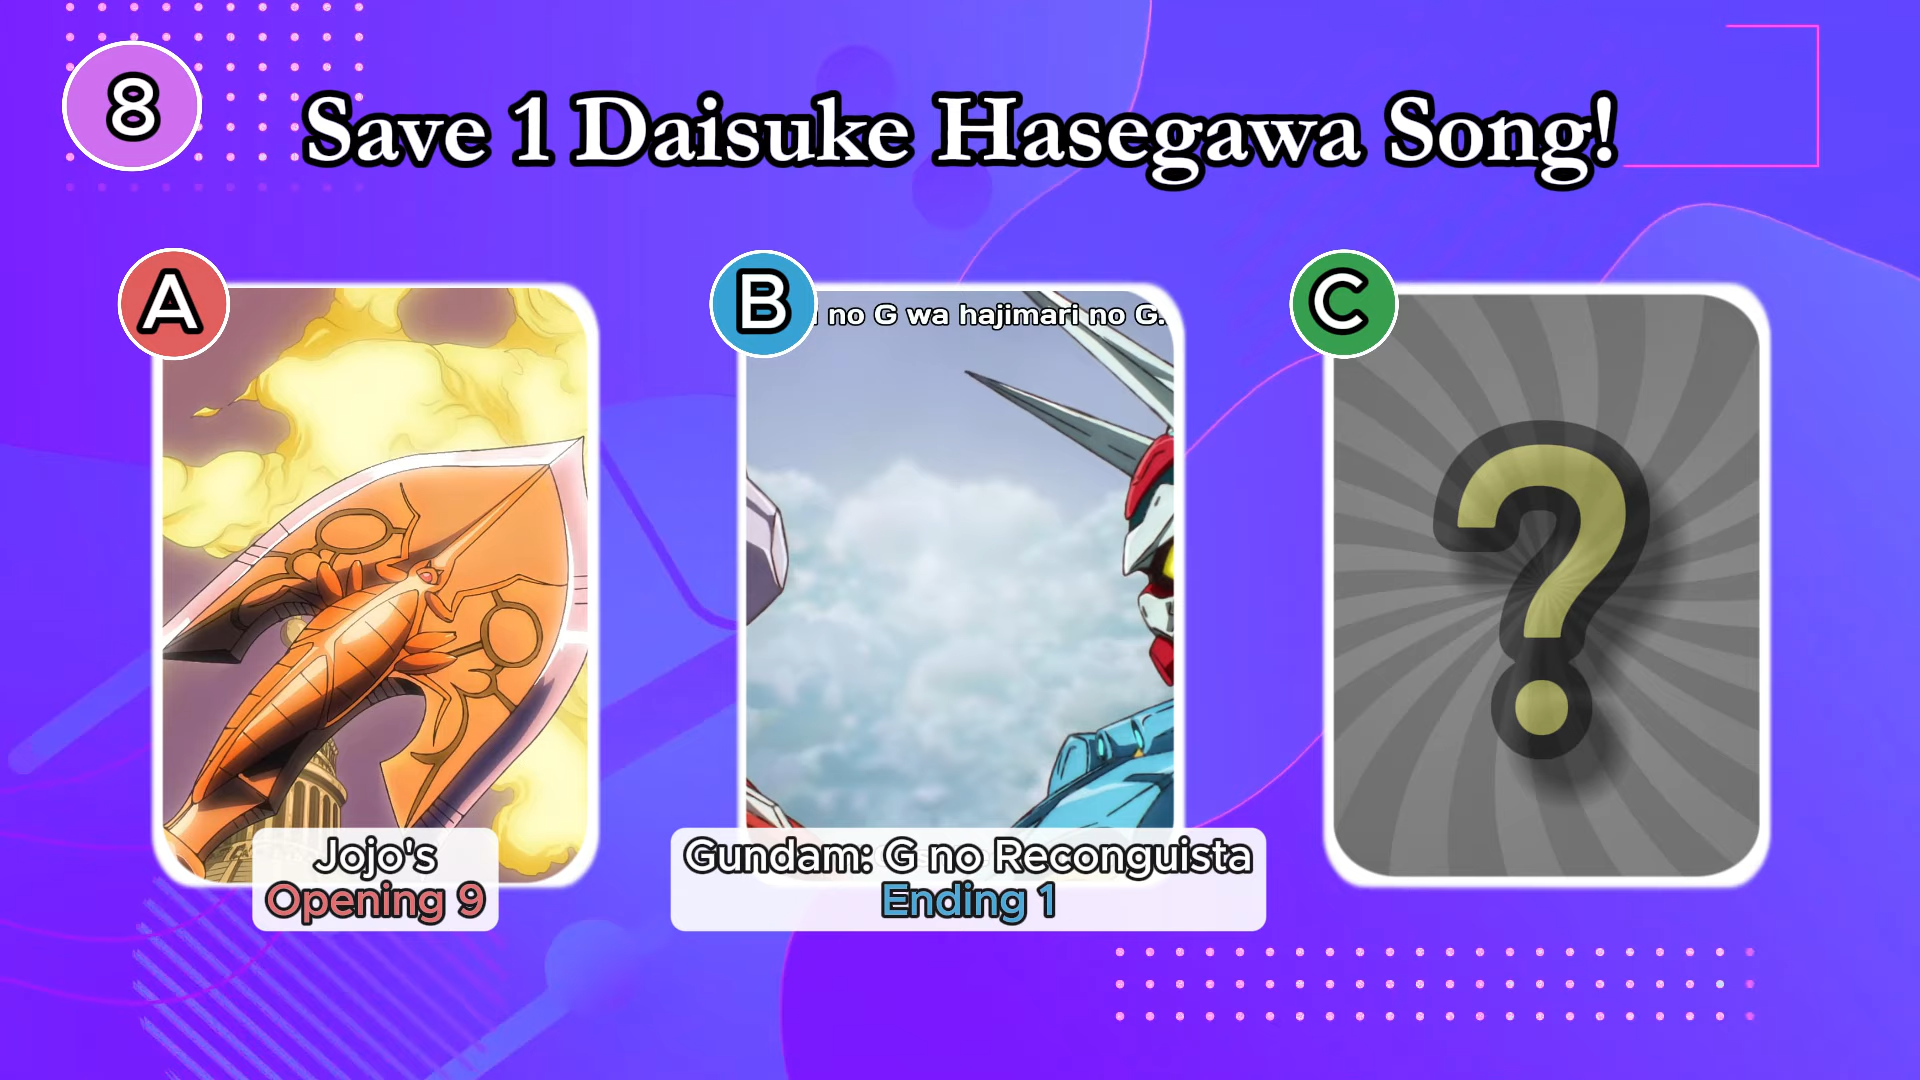 8
Save 1 Daisuke Hasegawa Song!
A
B
no G wa hajimari no G.
C
?
Jojo's
Opening 9
Gundam: G no Reconguista
Ending 1